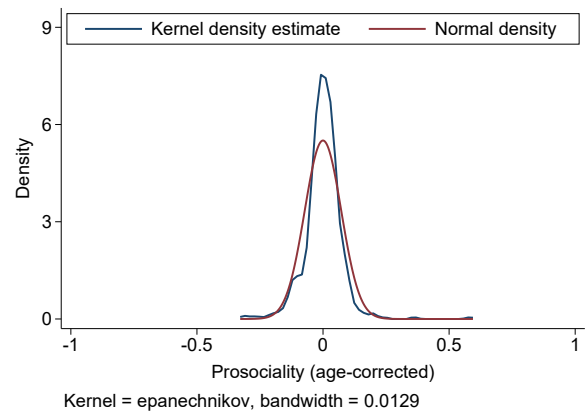 Kernel density estimate Normal density
9
6
3
0
Density
-1 -0.5 0 0.5 1
Prosociality (age-corrected)
Kernel = epanechnikov, bandwidth = 0.0129